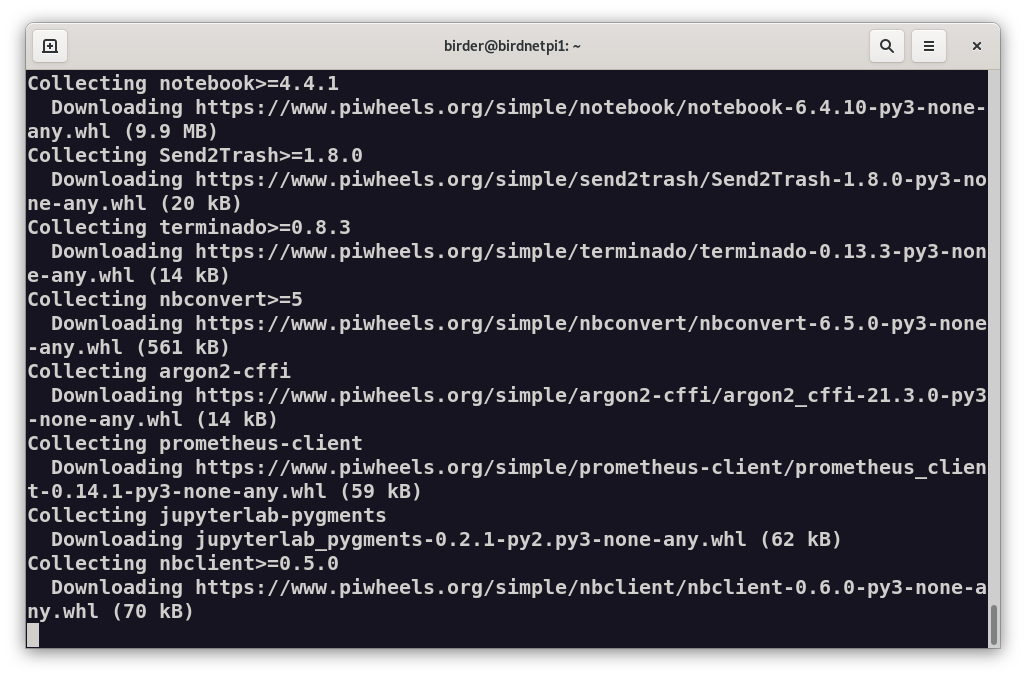 birder@birdnetpi1: ~
Collecting notebook>=4.4.1
  Downloading https://www.piwheels.org/simple/notebook/notebook-6.4.10-py3-none-
any.whl (9.9 MB)
Collecting Send2Trash>=1.8.0
  Downloading https://www.piwheels.org/simple/send2trash/Send2Trash-1.8.0-py3-no
ne-any.whl (20 kB)
Collecting terminado>=0.8.3
  Downloading https://www.piwheels.org/simple/terminado/terminado-0.13.3-py3-non
e-any.whl (14 kB)
Collecting nbconvert>=5
  Downloading https://www.piwheels.org/simple/nbconvert/nbconvert-6.5.0-py3-none
-any.whl (561 kB)
Collecting argon2-cffi
  Downloading https://www.piwheels.org/simple/argon2-cffi/argon2_cffi-21.3.0-py3
-none-any.whl (14 kB)
Collecting prometheus-client
  Downloading https://www.piwheels.org/simple/prometheus-client/prometheus_clien
t-0.14.1-py3-none-any.whl (59 kB)
Collecting jupyterlab-pygments
  Downloading jupyterlab_pygments-0.2.1-py2.py3-none-any.whl (62 kB)
Collecting nbclient>=0.5.0
  Downloading https://www.piwheels.org/simple/nbclient/nbclient-0.6.0-py3-none-a
ny.whl (70 kB)